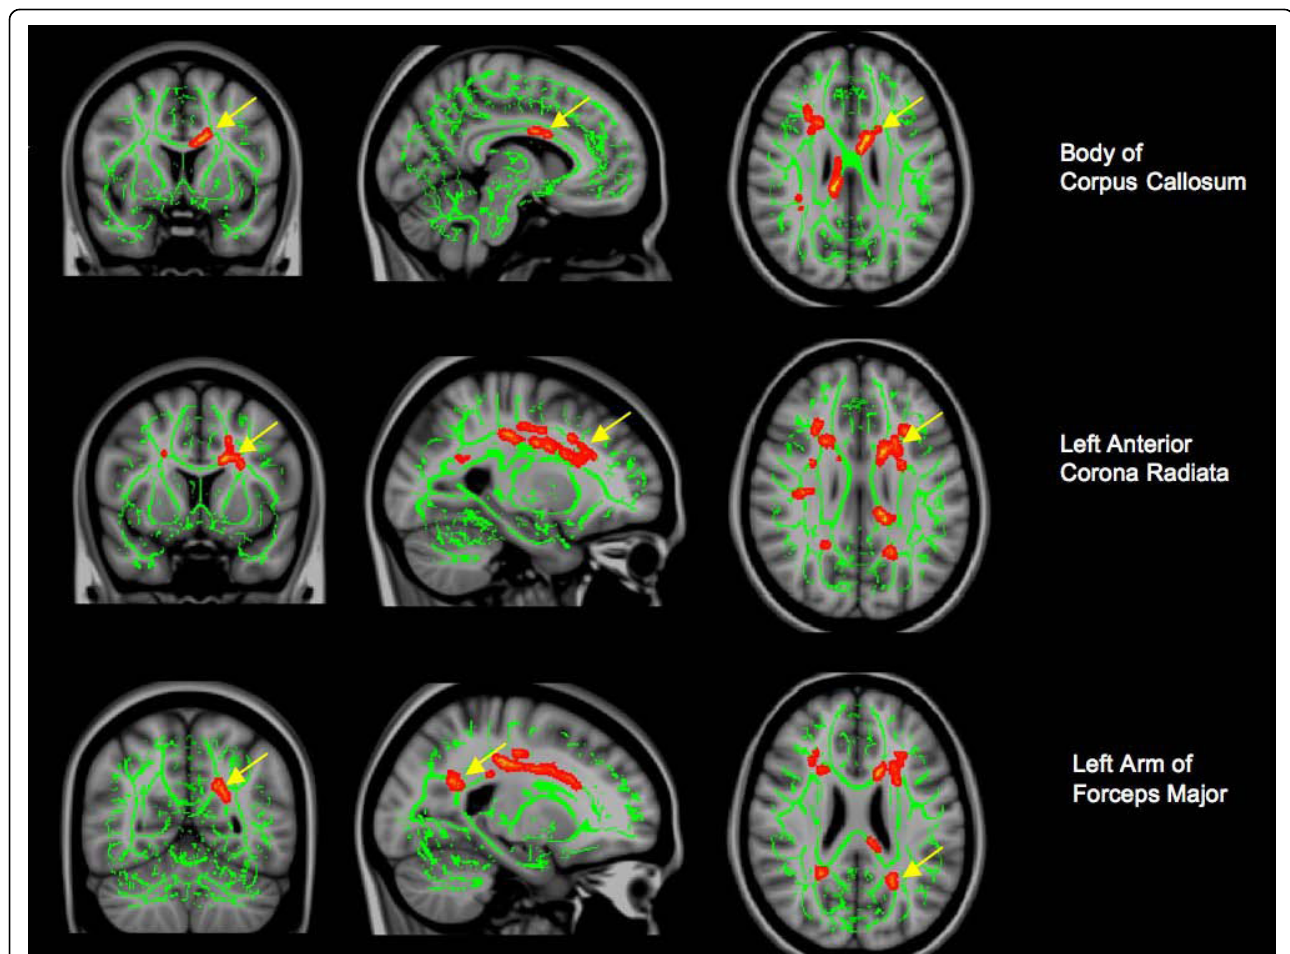 Body of
Corpus Callosum
Left Anterior
Corona Radiata
Left Arm of
Forceps Major